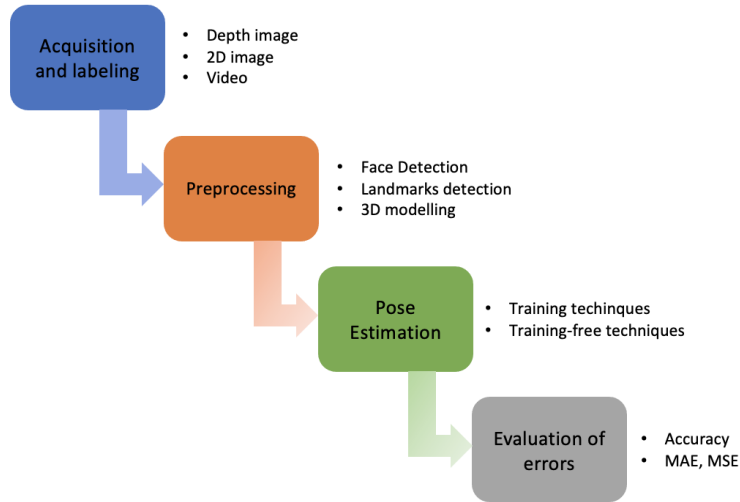 Acquisition
and labeling
• Depth image
• 2D image
• Video
Preprocessing
• Face Detection
• Landmarks detection
• 3D modelling
Pose
Estimation
• Training techinques
• Training-free techniques
Evaluation of
errors
• Accuracy
• MAE, MSE